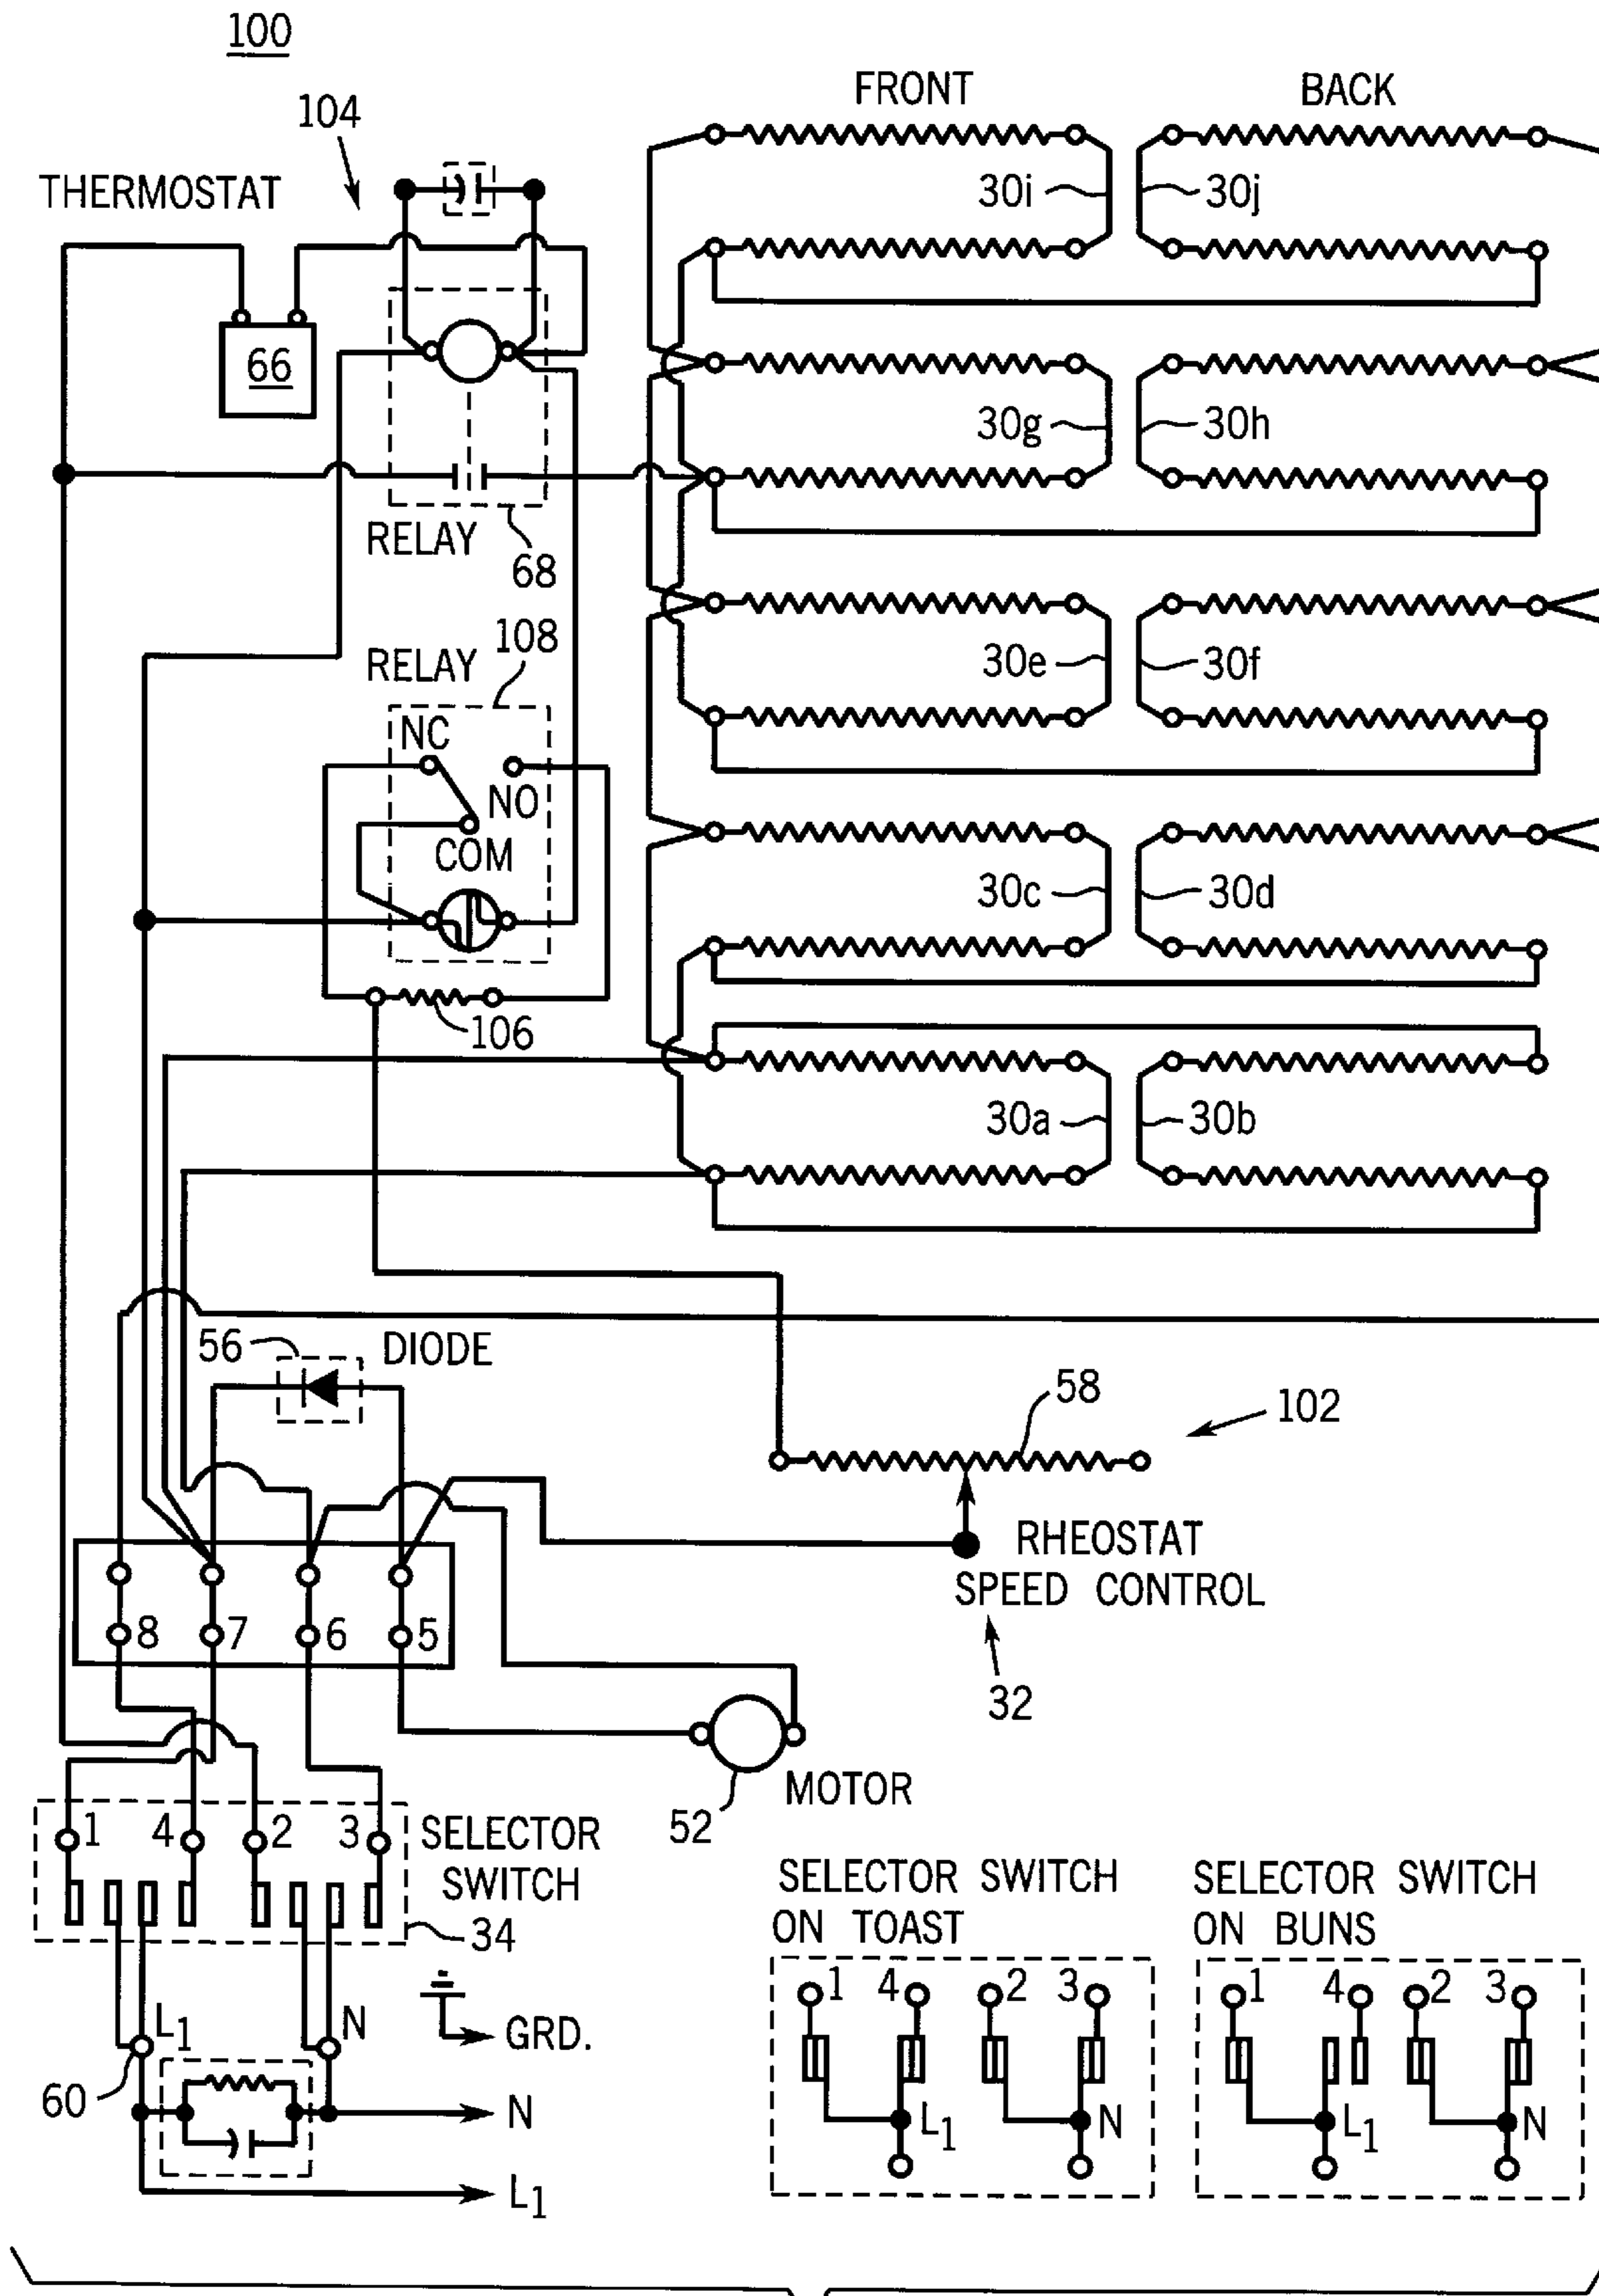 100
FRONT
BACK
104
THERMOSTAT
30i
30j
66
30g
30h
RELAY
68
108
RELAY
30e
30f
NC
NO
COM
30c
30d
106
30a
30b
56
DIODE
58
102
RHEOSTAT
SPEED CONTROL
8
7
6
5
32
52
MOTOR
1
4
2
3
SELECTOR
SWITCH
34
SELECTOR SWITCH
ON TOAST
SELECTOR SWITCH
ON BUNS
1
4
2
3
1
4
2
3
L1
N
GRD.
60
N
L1
N
L1
N
L1